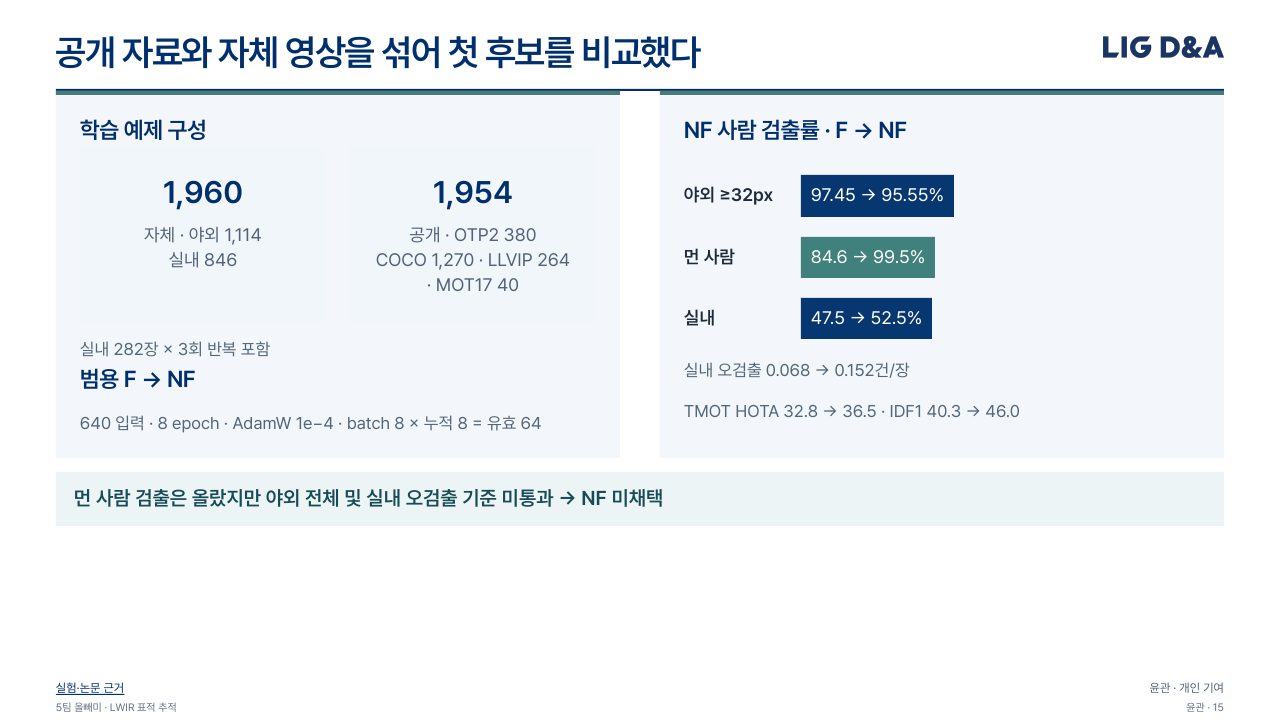 공개 자료와 자체 영상을 섞어 첫 후보를 비교했다
LIG D&A
학습 예제 구성
1,960
자체 · 야외 1,114
실내 846
1,954
공개 · OTP2 380
COCO 1,270 · LLVIP 264
· MOT17 40
실내 282장 × 3회 반복 포함
범용 F → NF
640 입력 · 8 epoch · AdamW 1e−4 · batch 8 × 누적 8 = 유효 64
NF 사람 검출률 · F → NF
야외 ≥32px
97.45 → 95.55%
먼 사람
84.6 → 99.5%
실내
47.5 → 52.5%
실내 오검출 0.068 → 0.152건/장
TMOT HOTA 32.8 → 36.5 · IDF1 40.3 → 46.0
먼 사람 검출은 올랐지만 야외 전체 및 실내 오검출 기준 미통과 → NF 미채택
실험·논문 근거
5팀 올빼미 · LWIR 표적 추적
윤관 · 개인 기여
윤관 · 15